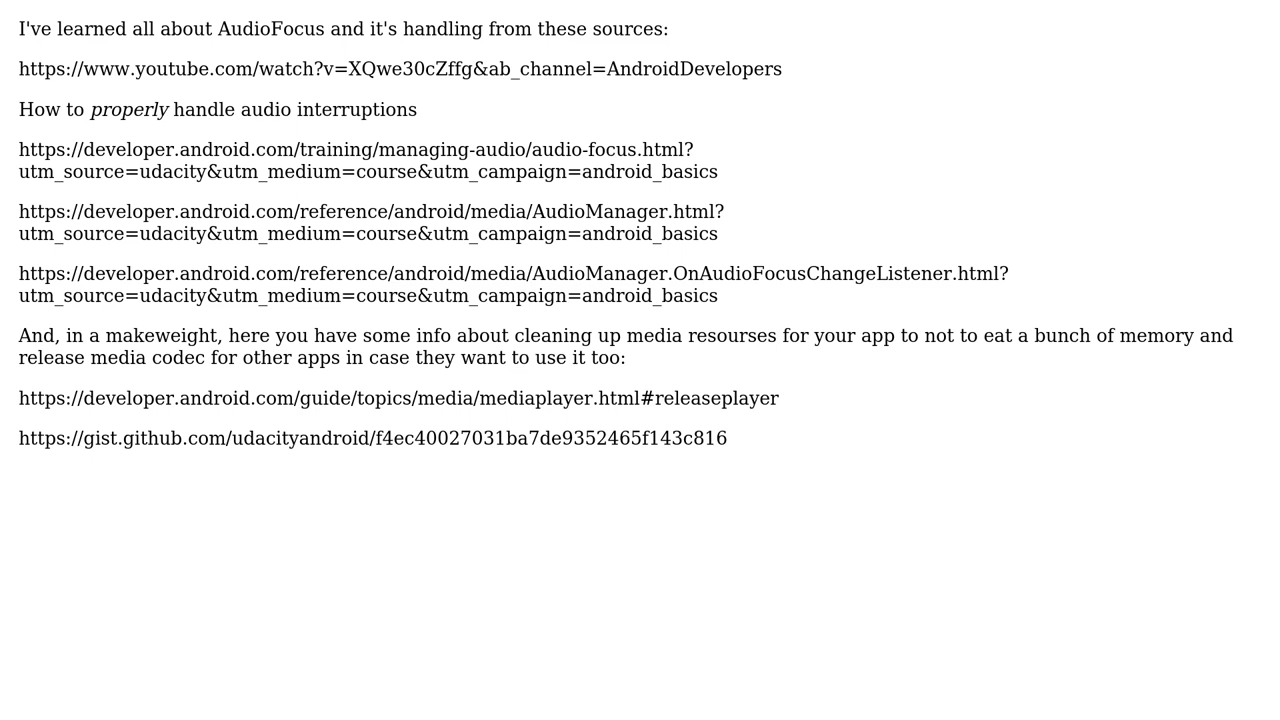 I've learned all about AudioFocus and it's handling from these sources:
https://www.youtube.com/watch?v=XQwe30cZffg&ab_channel=AndroidDevelopers
How to properly handle audio interruptions
https://developer.android.com/training/managing-audio/audio-focus.html?
utm_source=udacity&utm_medium=course&utm_campaign=android_basics
https://developer.android.com/reference/android/media/AudioManager.html?
utm_source=udacity&utm_medium=course&utm_campaign=android_basics
https://developer.android.com/reference/android/media/AudioManager.OnAudioFocusChangeListener.html?
utm_source=udacity&utm_medium=course&utm_campaign=android_basics
And, in a makeweight, here you have some info about cleaning up media resourses for your app to not to eat a bunch of memory and
release media codec for other apps in case they want to use it too:
https://developer.android.com/guide/topics/media/mediaplayer.html#releaseplayer
https://gist.github.com/udacityandroid/f4ec40027031ba7de9352465f143c816